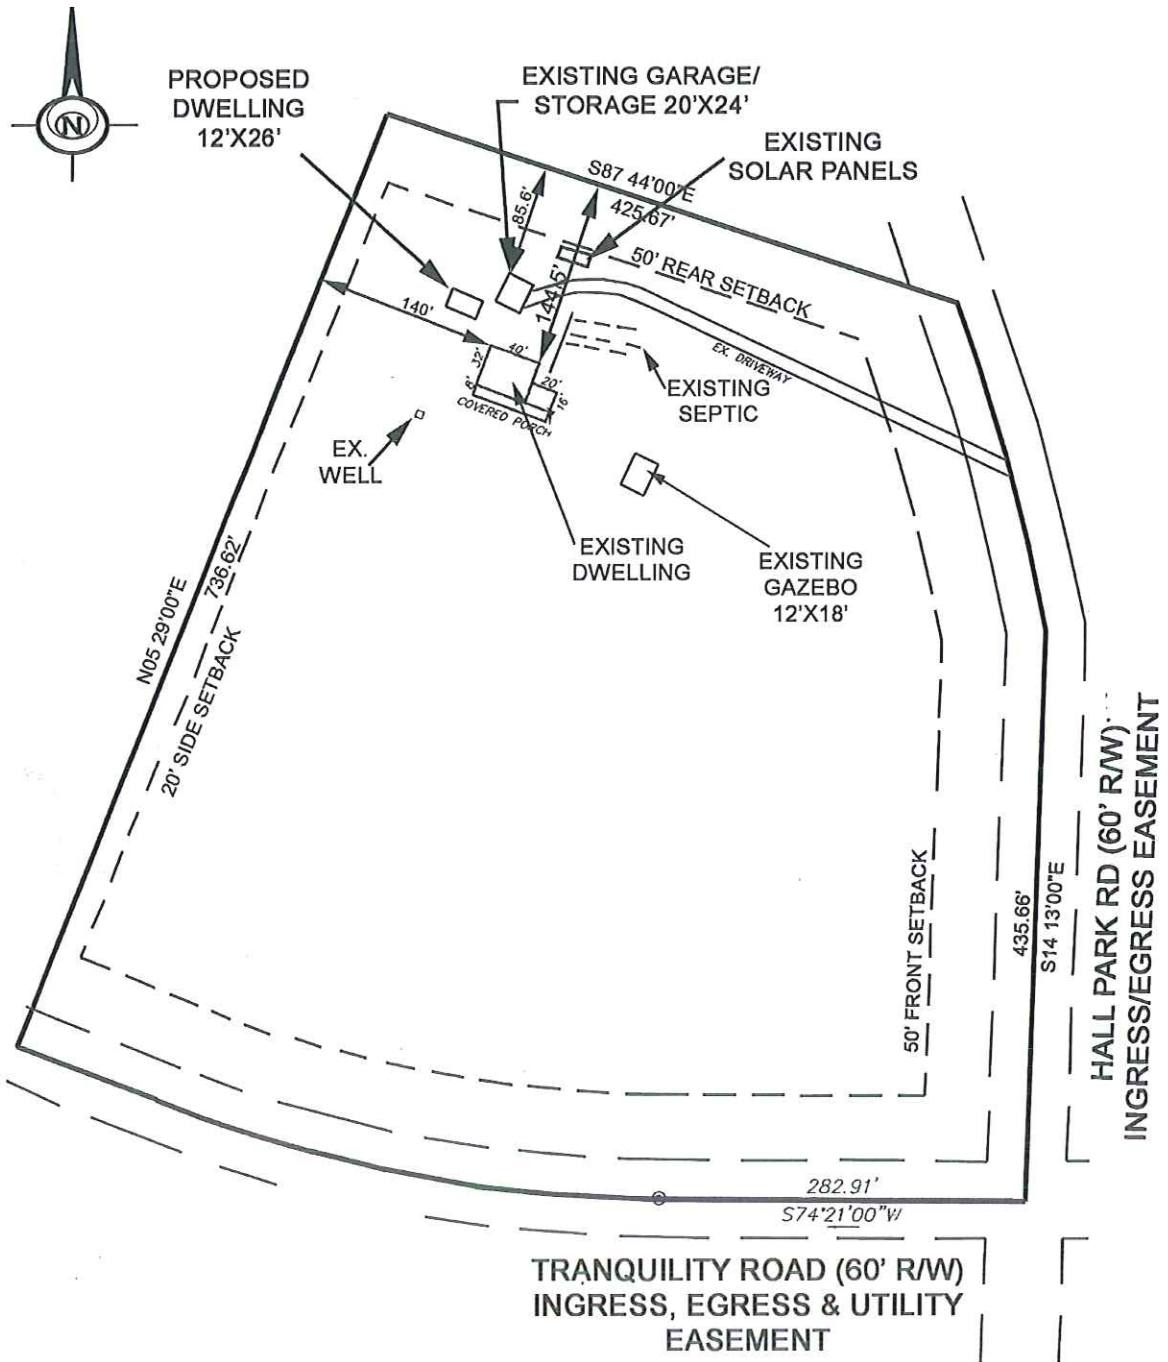 N
PROPOSED
DWELLING
12'X26'
EXISTING GARAGE/
STORAGE 20'X24'
EXISTING
SOLAR PANELS
S87 44'00"E
425.67'
85.6'
144.5'
50' REAR SETBACK
140'
40'
32'
8'
20'
16'
COVERED PORCH
EX. DRIVEWAY
EXISTING
SEPTIC
EX.
WELL
EXISTING
DWELLING
EXISTING
GAZEBO
12'X18'
N05 29'00"E
736.62'
20' SIDE SETBACK
50' FRONT SETBACK
435.66'
S14 13'00"E
HALL PARK RD (60' R/W)
INGRESS/EGRESS EASEMENT
282.91'
S74°21'00"W
TRANQUILITY ROAD (60' R/W)
INGRESS, EGRESS & UTILITY
EASEMENT